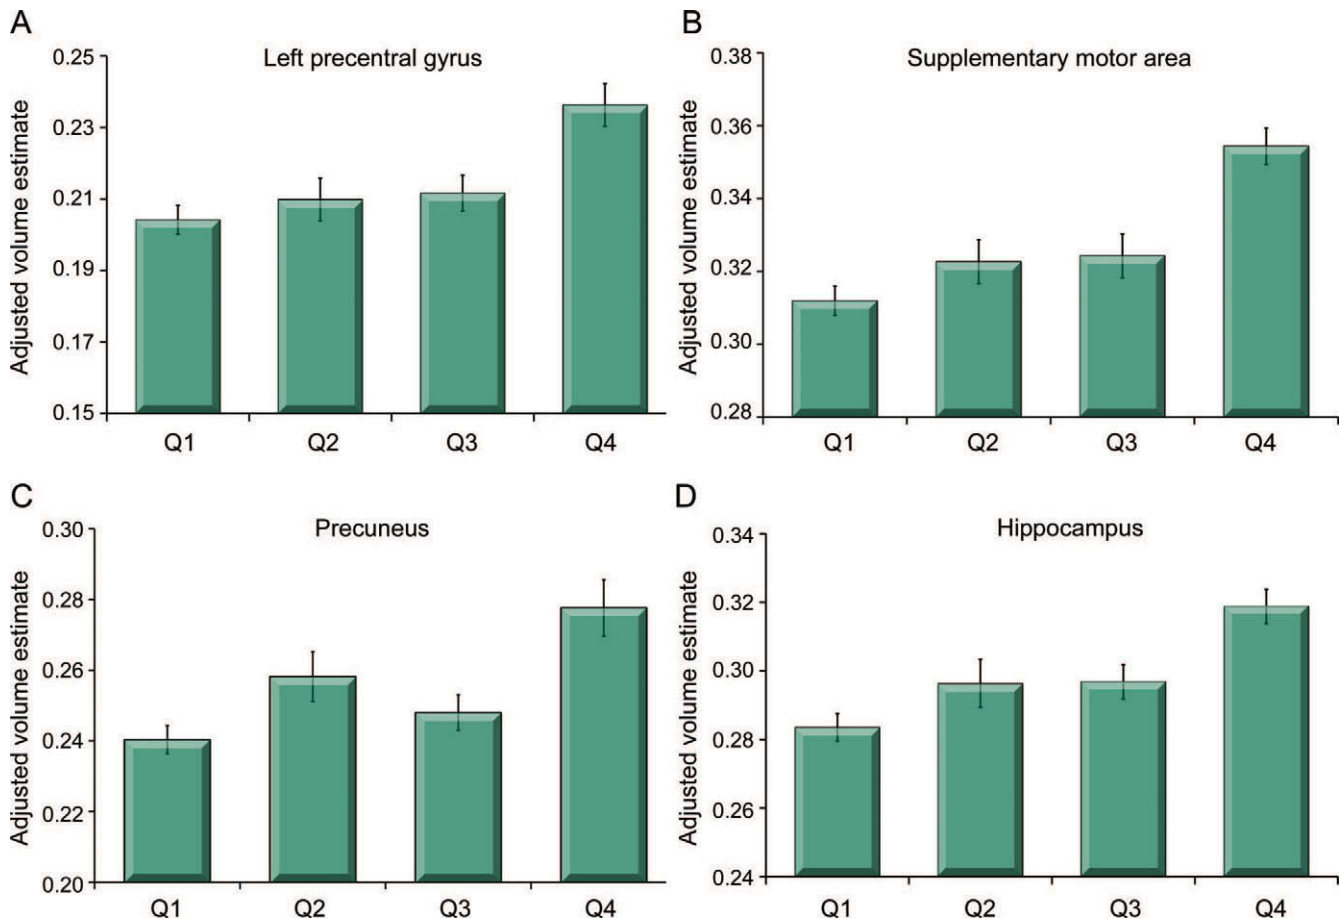 A
Left precentral gyrus
Adjusted volume estimate
0.25
0.23
0.21
0.19
0.17
0.15
Q1 Q2 Q3 Q4
B
Supplementary motor area
Adjusted volume estimate
0.38
0.36
0.34
0.32
0.30
0.28
Q1 Q2 Q3 Q4
C
Precuneus
Adjusted volume estimate
0.30
0.28
0.26
0.24
0.22
0.20
Q1 Q2 Q3 Q4
D
Hippocampus
Adjusted volume estimate
0.34
0.32
0.30
0.28
0.26
0.24
Q1 Q2 Q3 Q4